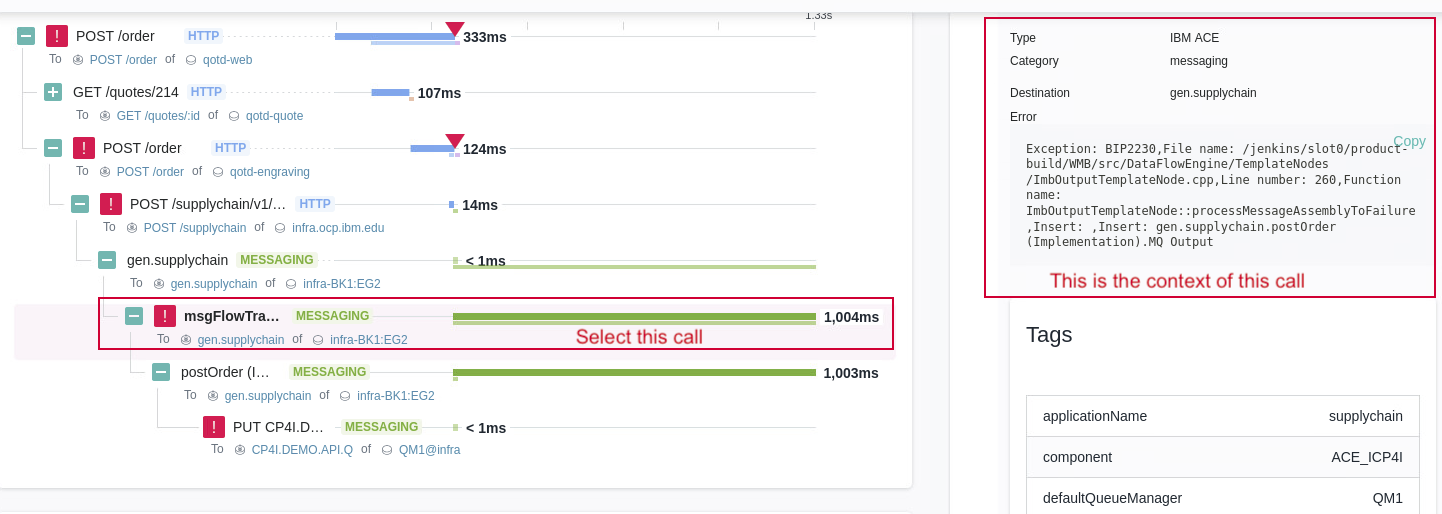 1.33s
! POST /order HTTP 333ms
To POST /order of qotd-web
GET /quotes/214 HTTP 107ms
To GET /quotes/:id of qotd-quote
! POST /order HTTP 124ms
To POST /order of qotd-engraving
! POST /supplychain/v1/... HTTP 14ms
To POST /supplychain of infra.ocp.ibm.edu
gen.supplychain MESSAGING < 1ms
To gen.supplychain of infra-BK1:EG2
! msgFlowTra... MESSAGING 1,004ms
To gen.supplychain of infra-BK1:EG2
Select this call
postOrder (I... MESSAGING 1,003ms
To gen.supplychain of infra-BK1:EG2
! PUT CP4I.D... MESSAGING < 1ms
To CP4I.DEMO.API.Q of QM1@infra
Type IBM ACE
Category messaging
Destination gen.supplychain
Error
Copy
Exception: BIP2230,File name: /jenkins/slot0/product-
build/WMB/src/DataFlowEngine/TemplateNodes
/ImbOutputTemplateNode.cpp,Line number: 260,Function
name:
ImbOutputTemplateNode::processMessageAssemblyToFailure
,Insert: ,Insert: gen.supplychain.postOrder
(Implementation).MQ Output
This is the context of this call
Tags
applicationName supplychain
component ACE_ICP4I
defaultQueueManager QM1